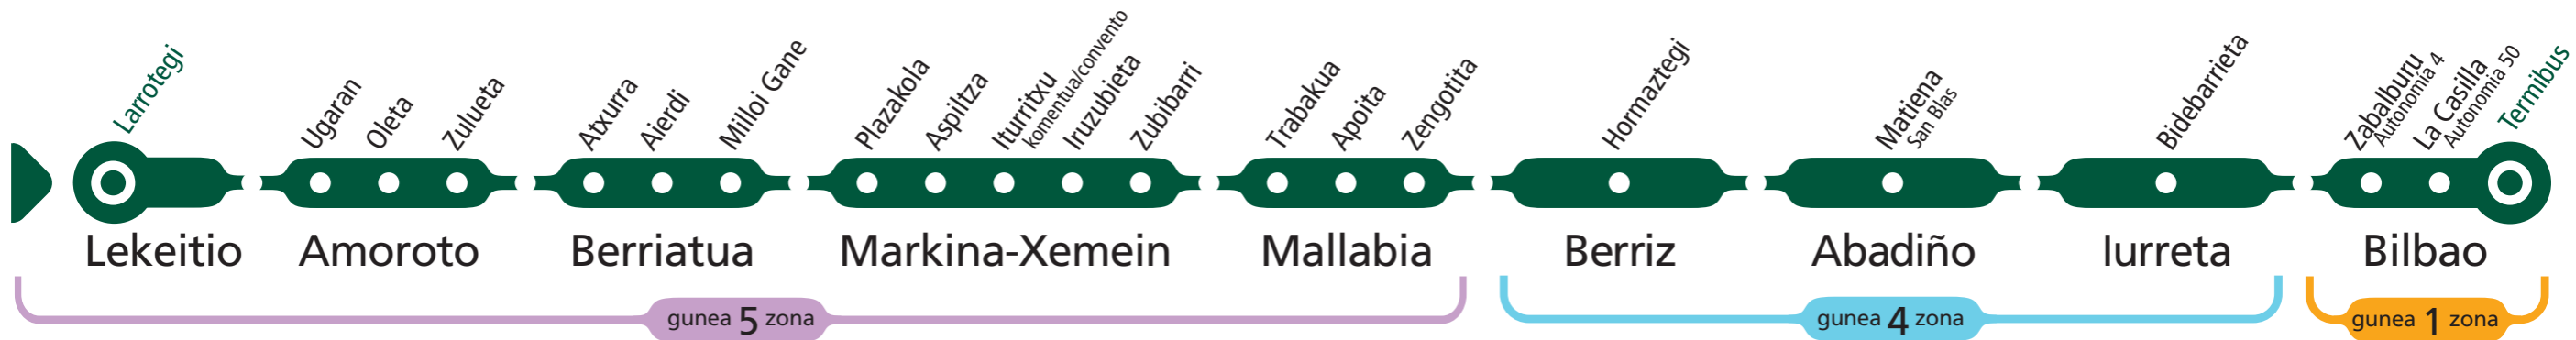 Larrotegi
Ugaran
Oleta
Zulueta
Atxurra
Aierdi
Milloi Gane
Plazakola
Aspiltza
Iturritxu
komentua/convento
Iruzubieta
Zubibarri
Trabakua
Apoita
Zengotita
Hormaztegi
Matiena
San Blas
Bidebarrieta
Zabalburu
Autonomía 4
La Casilla
Autonomia 50
Termibus
Lekeitio
Amoroto
Berriatua
Markina-Xemein
Mallabia
Berriz
Abadiño
Iurreta
Bilbao
gunea 5 zona
gunea 4 zona
gunea 1 zona